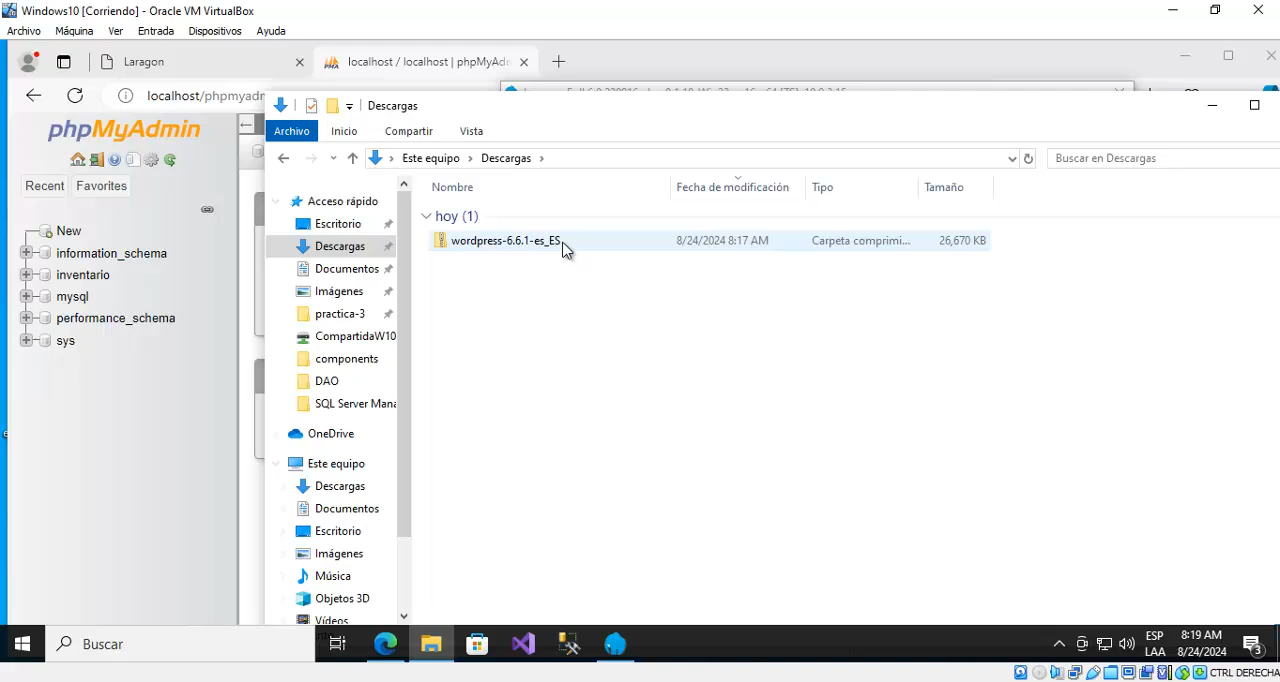 Windows10 [Corriendo] - Oracle VM VirtualBox
Archivo Máquina Ver Entrada Dispositivos Ayuda
Laragon
localhost / localhost | phpMyAdn
localhost/phpmyadn
phpMyAdmin
Recent Favorites
New
information_schema
inventario
mysql
performance_schema
sys
Descargas
Archivo Inicio Compartir Vista
Este equipo Descargas
Buscar en Descargas
Nombre Fecha de modificación Tipo Tamaño
hoy (1)
wordpress-6.6.1-es_ES 8/24/2024 8:17 AM Carpeta comprimi... 26,670 KB
Acceso rápido
Escritorio
Descargas
Documentos
Imágenes
practica-3
CompartidaW10
components
DAO
SQL Server Mana
OneDrive
Este equipo
Descargas
Documentos
Escritorio
Imágenes
Música
Objetos 3D
Vídeos
Buscar
ESP
LAA
8:19 AM
8/24/2024
3
CTRL DERECHA